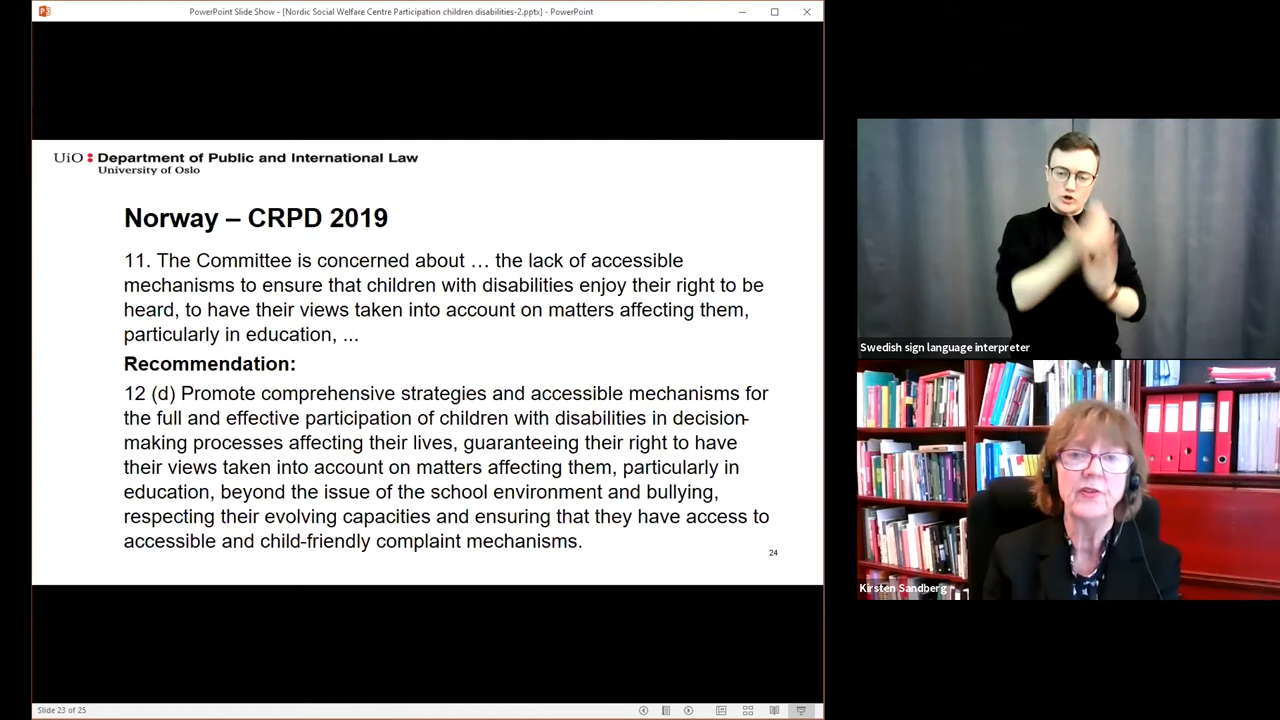 PowerPoint Slide Show - [Nordic Social Welfare Centre Participation children disabilities-2.pptx] - PowerPoint
UiO Department of Public and International Law
University of Oslo
Norway – CRPD 2019
11. The Committee is concerned about … the lack of accessible
mechanisms to ensure that children with disabilities enjoy their right to be
heard, to have their views taken into account on matters affecting them,
particularly in education, ...
Recommendation:
12 (d) Promote comprehensive strategies and accessible mechanisms for
the full and effective participation of children with disabilities in decision-
making processes affecting their lives, guaranteeing their right to have
their views taken into account on matters affecting them, particularly in
education, beyond the issue of the school environment and bullying,
respecting their evolving capacities and ensuring that they have access to
accessible and child-friendly complaint mechanisms.
24
Slide 23 of 25
Swedish sign language interpreter
Kirsten Sandberg